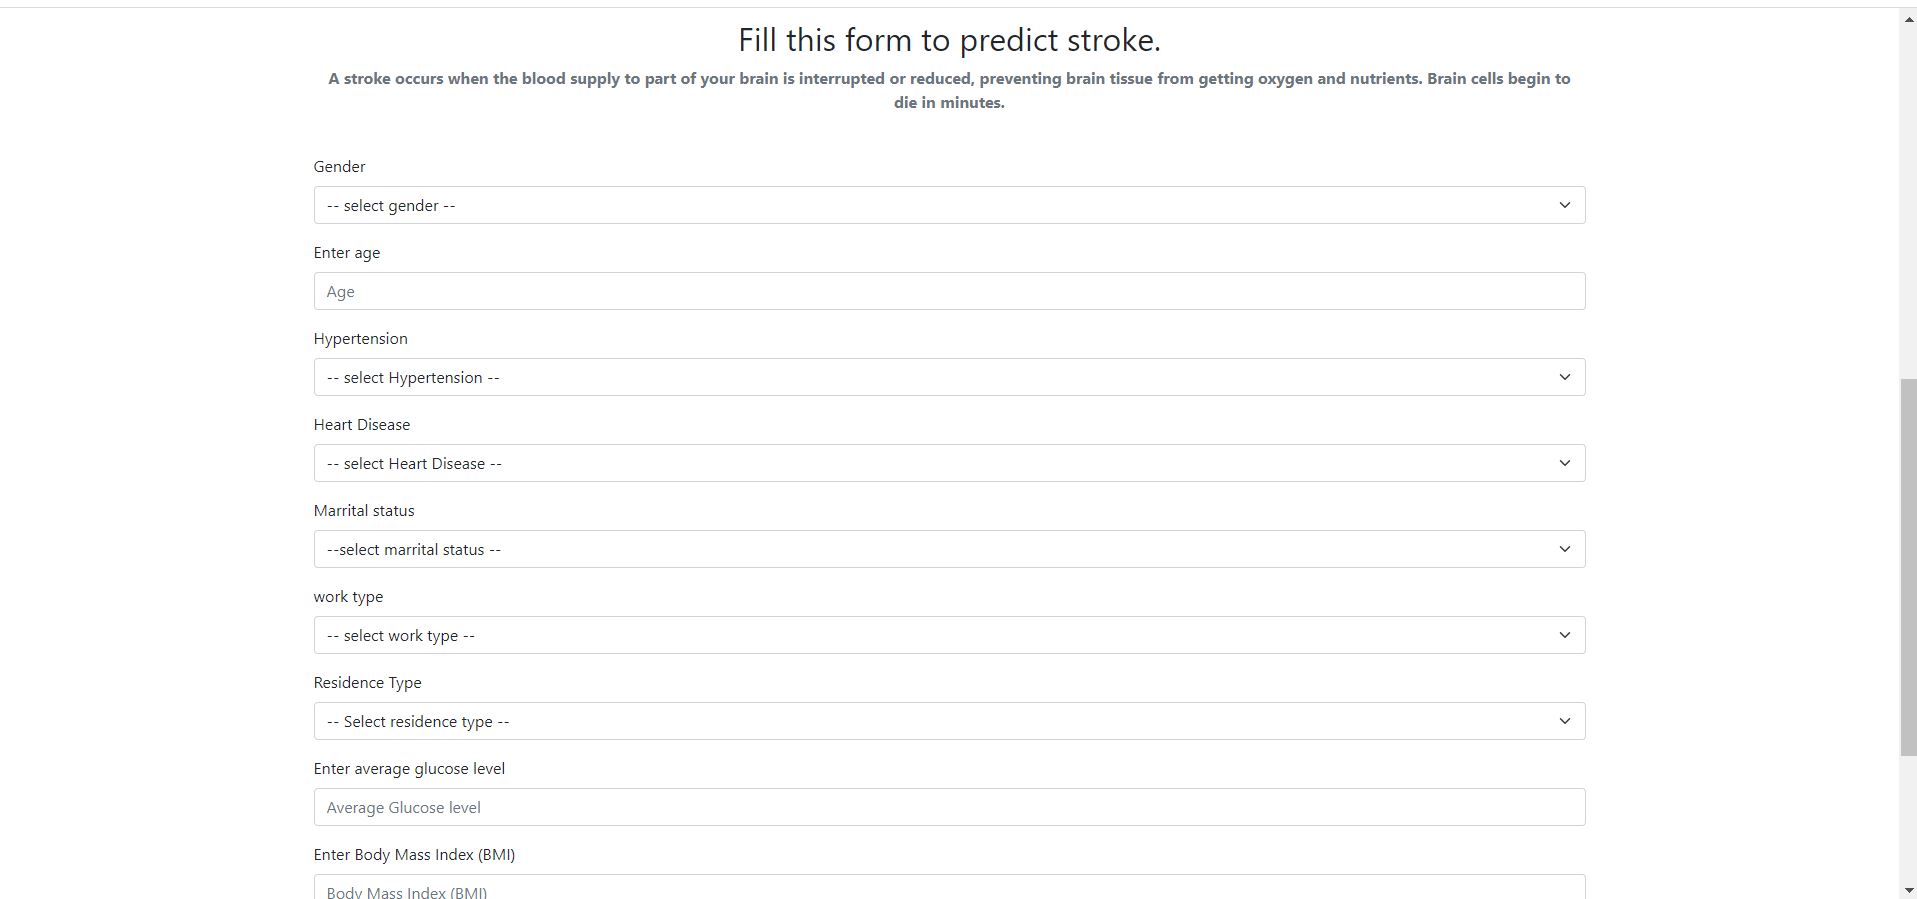 Fill this form to predict stroke.
A stroke occurs when the blood supply to part of your brain is interrupted or reduced, preventing brain tissue from getting oxygen and nutrients. Brain cells begin to
die in minutes.
Gender
-- select gender --
Enter age
Age
Hypertension
-- select Hypertension --
Heart Disease
-- select Heart Disease --
Marrital status
--select marrital status --
work type
-- select work type --
Residence Type
-- Select residence type --
Enter average glucose level
Average Glucose level
Enter Body Mass Index (BMI)
Body Mass Index (BMI)